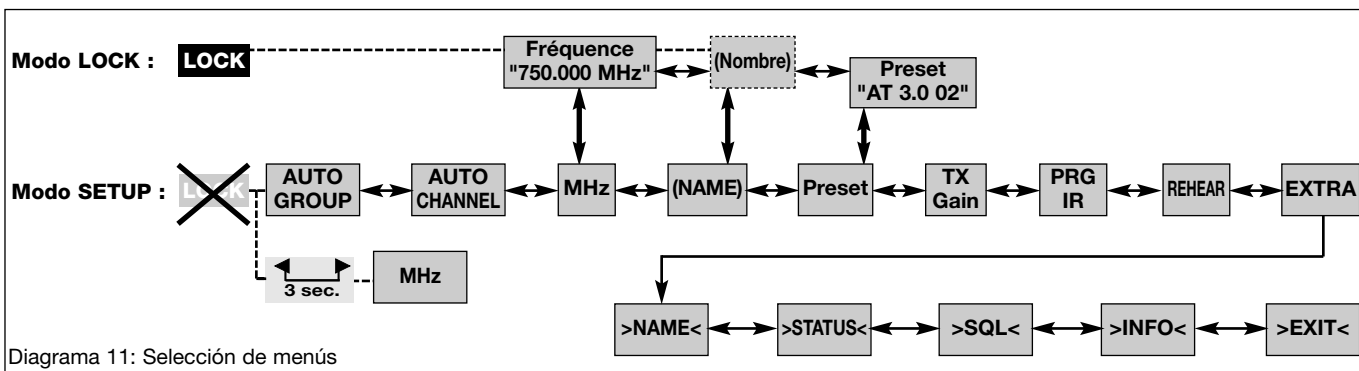 Modo LOCK :
LOCK
Fréquence
"750.000 MHz"
(Nombre)
Preset
"AT 3.0 02"
Modo SETUP :
LOCK
AUTO
GROUP
AUTO
CHANNEL
MHz
(NAME)
Preset
TX
Gain
PRG
IR
REHEAR
EXTRA
3 sec.
MHz
>NAME<
>STATUS<
>SQL<
>INFO<
>EXIT<
Diagrama 11: Selección de menús